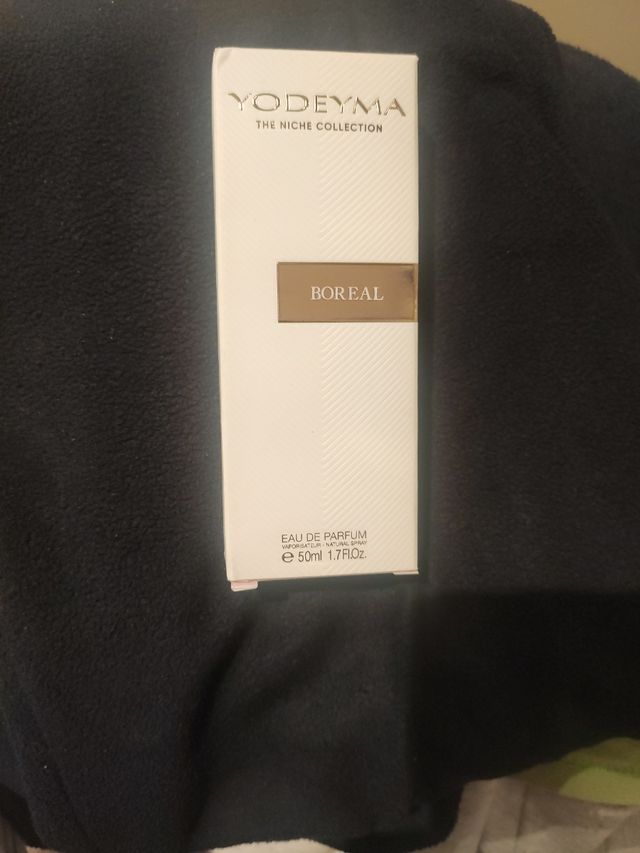 YODEYMA
THE NICHE COLLECTION
BOREAL
EAU DE PARFUM
VAPORISATEUR - NATURAL SPRAY
e 50ml 1.7Fl.Oz.